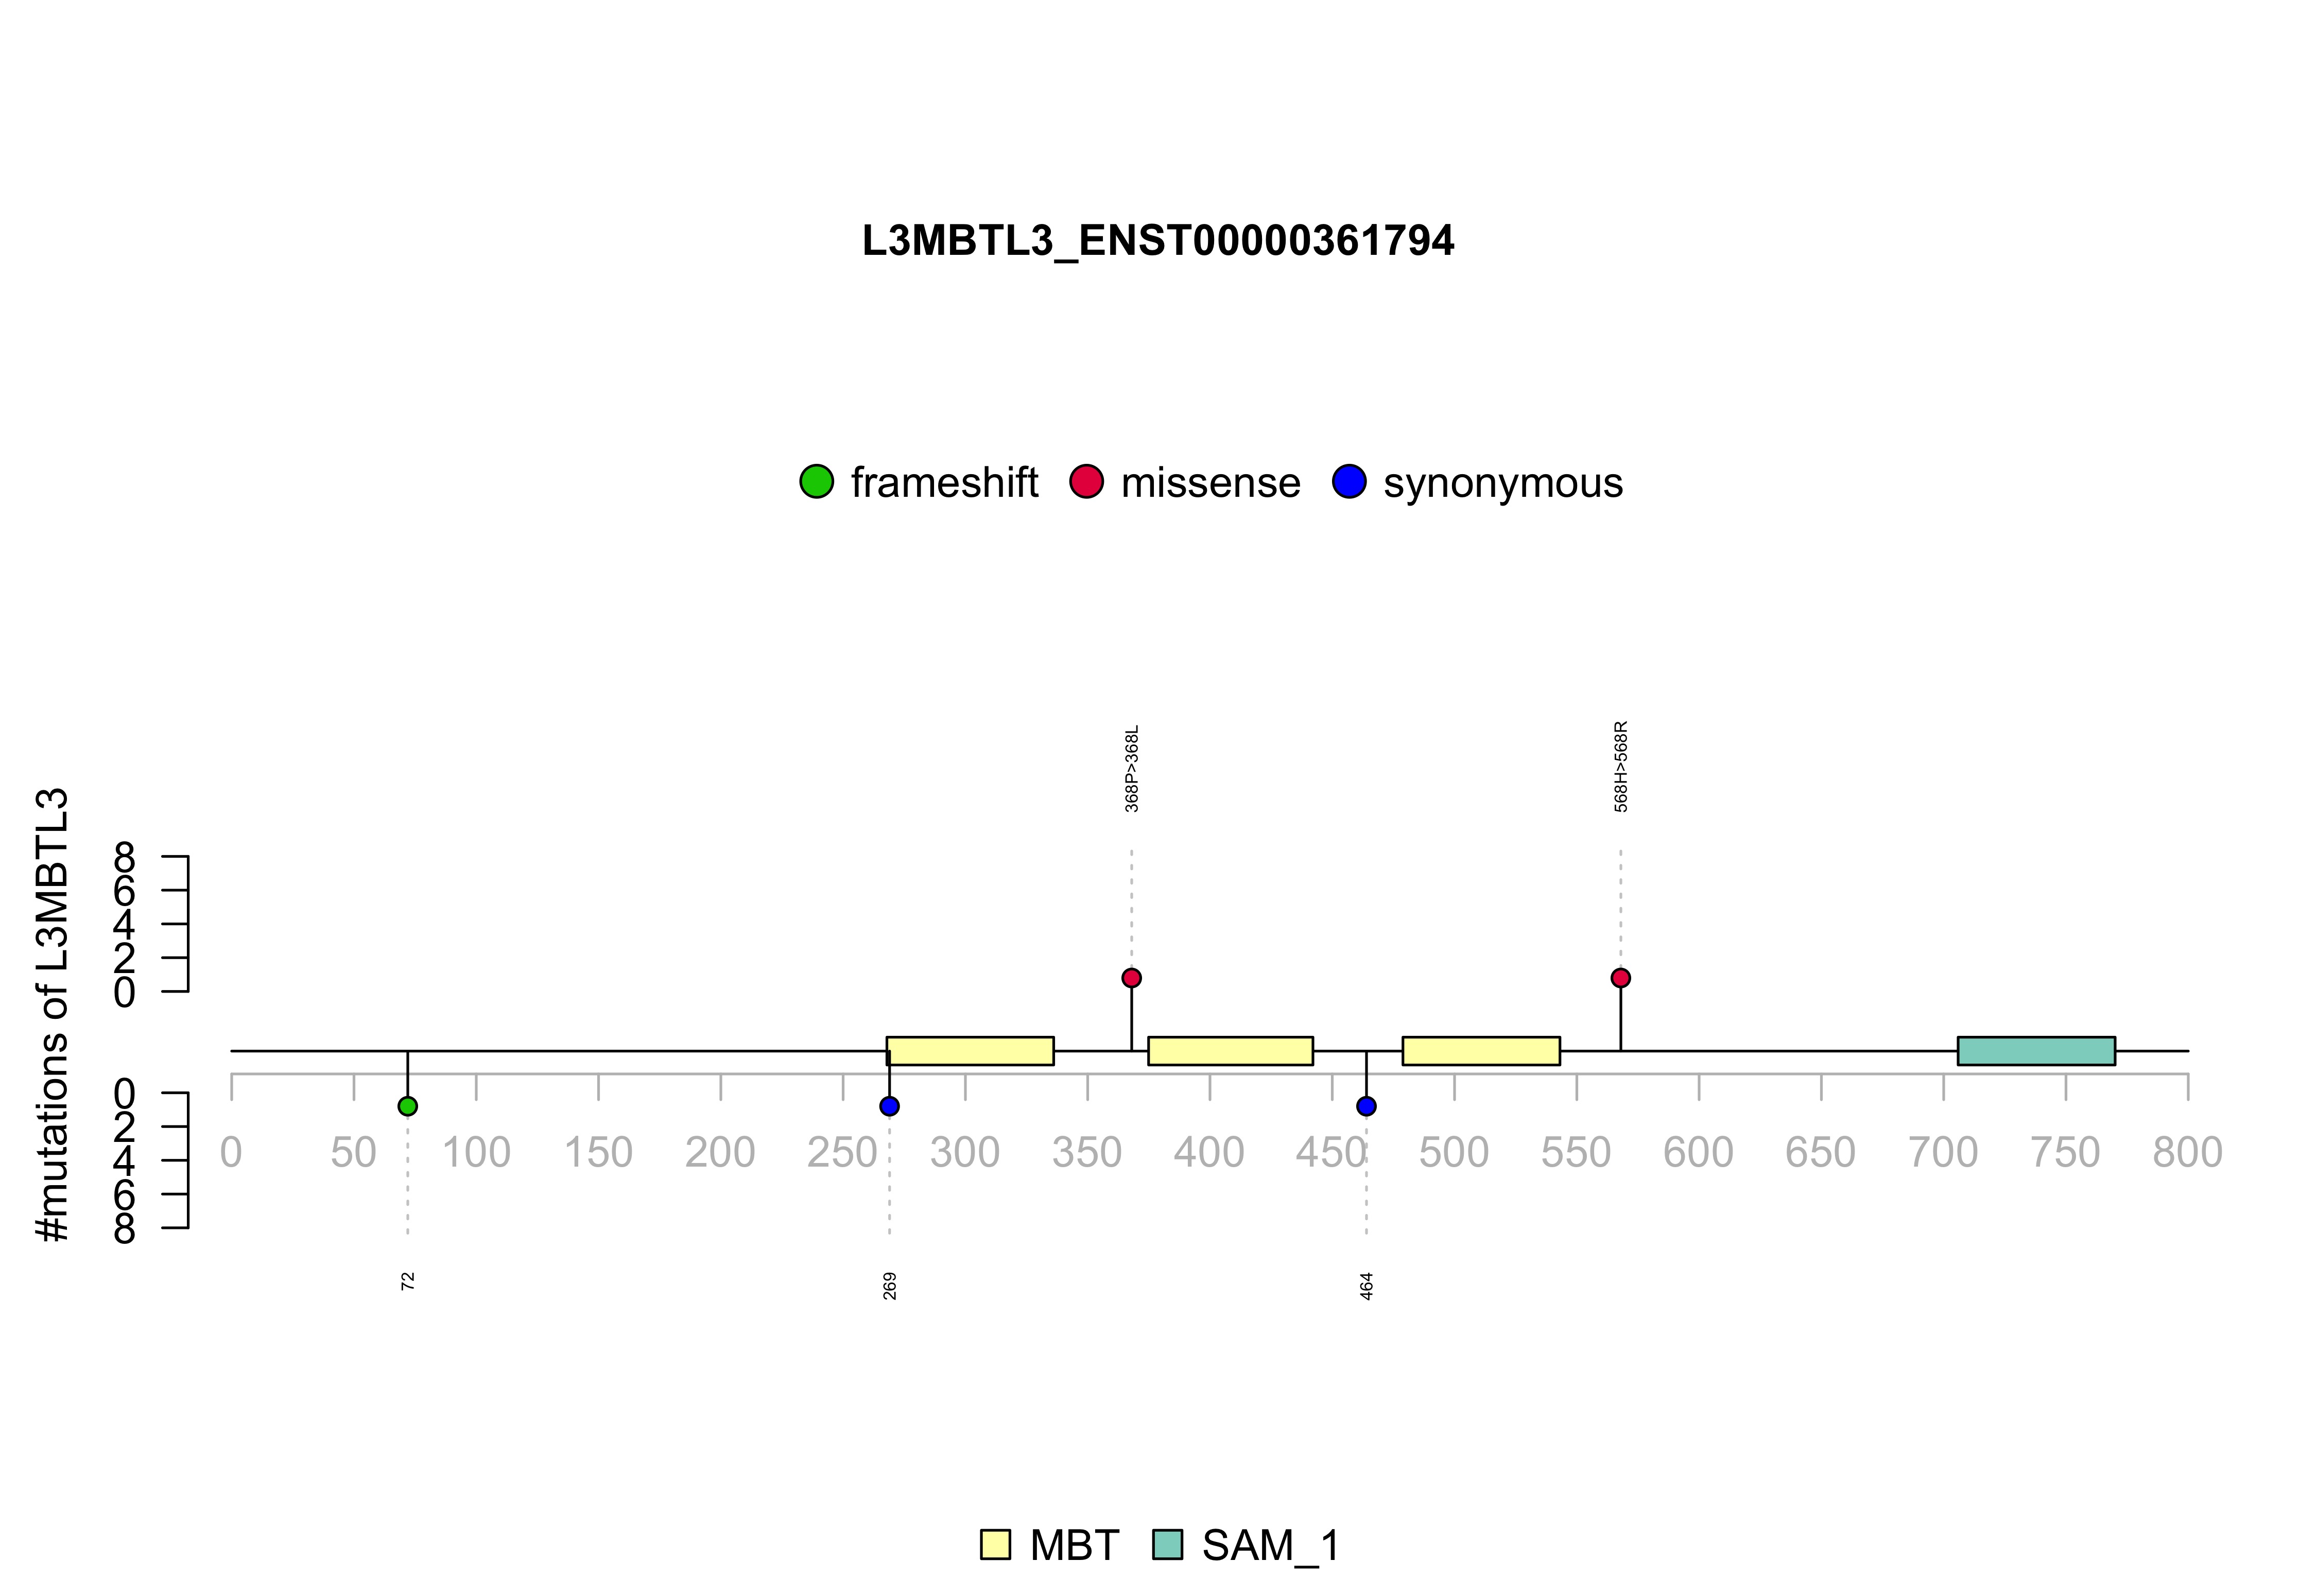 L3MBTL3_ENST00000361794
frameshift missense synonymous
368P>368L
568H>568R
#mutations of L3MBTL3
8
6
4
2
0
0
2
4
6
8
0 50 100 150 200 250 300 350 400 450 500 550 600 650 700 750 800
72
269
464
MBT SAM_1